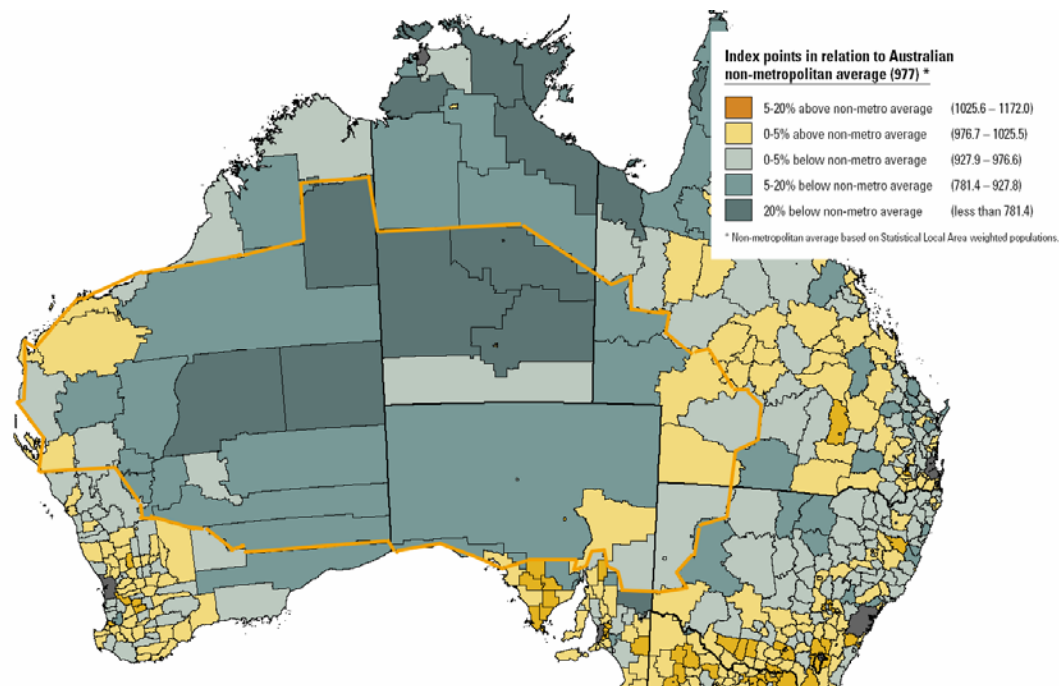 Index points in relation to Australian
non-metropolitan average (977) *
5-20% above non-metro average (1025.6 – 1172.0)
0-5% above non-metro average (976.7 – 1025.5)
0-5% below non-metro average (927.9 – 976.6)
5-20% below non-metro average (781.4 – 927.8)
20% below non-metro average (less than 781.4)
* Non-metropolitan average based on Statistical Local Area weighted populations.